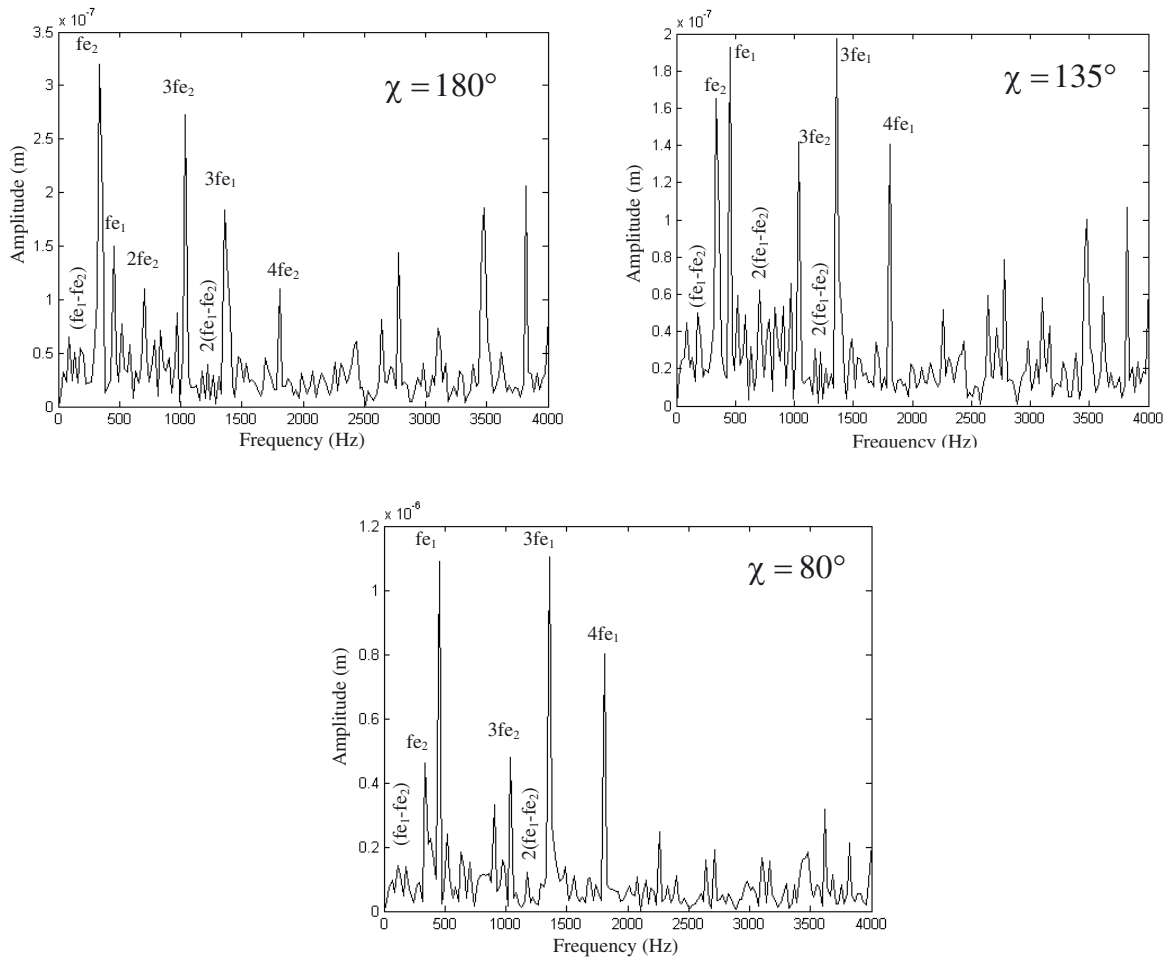 x 10⁻⁷
3.5
3
2.5
2
1.5
1
0.5
0
Amplitude (m)
fe₂
3fe₂
χ = 180°
3fe₁
fe₁
2fe₂
4fe₂
(fe₁-fe₂)
2(fe₁-fe₂)
0 500 1000 1500 2000 2500 3000 3500 4000
Frequency (Hz)
x 10⁻⁷
2
1.8
1.6
1.4
1.2
1
0.8
0.6
0.4
0.2
0
Amplitude (m)
fe₁
3fe₁
χ = 135°
fe₂
3fe₂
4fe₁
(fe₁-fe₂)
2(fe₁-fe₂)
2(fe₁-fe₂)
0 500 1000 1500 2000 2500 3000 3500 4000
Frequency (Hz)
x 10⁻⁶
1.2
1
0.8
0.6
0.4
0.2
0
Amplitude (m)
fe₁
3fe₁
χ = 80°
4fe₁
fe₂
3fe₂
(fe₁-fe₂)
2(fe₁-fe₂)
0 500 1000 1500 2000 2500 3000 3500 4000
Frequency (Hz)